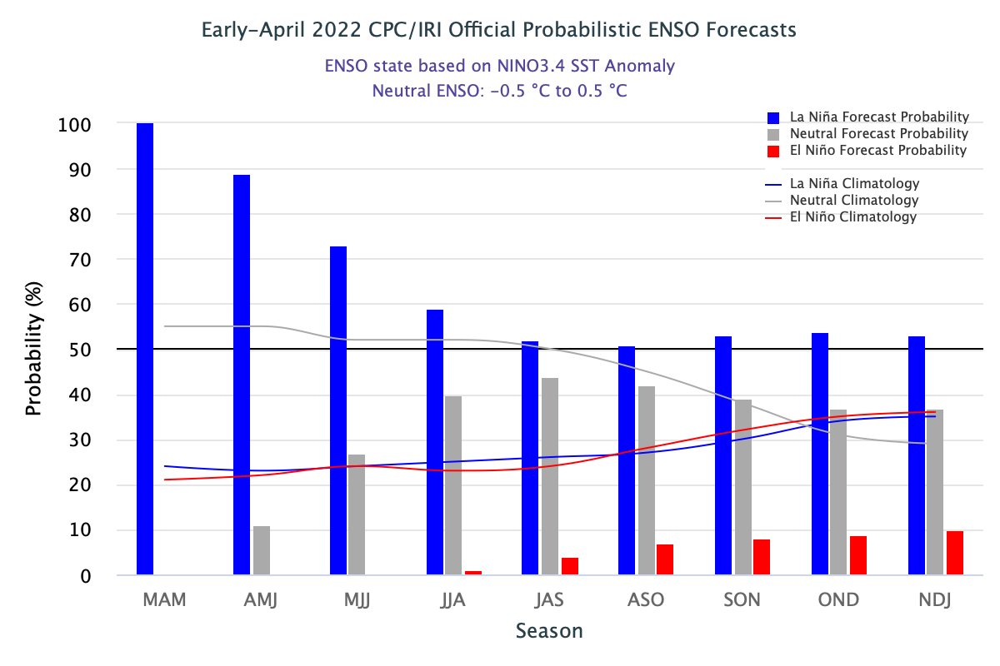 Early-April 2022 CPC/IRI Official Probabilistic ENSO Forecasts
ENSO state based on NINO3.4 SST Anomaly
Neutral ENSO: -0.5 °C to 0.5 °C
La Niña Forecast Probability
Neutral Forecast Probability
El Niño Forecast Probability
La Niña Climatology
Neutral Climatology
El Niño Climatology
Probability (%)
100
90
80
70
60
50
40
30
20
10
0
MAM AMJ MJJ JJA JAS ASO SON OND NDJ
Season